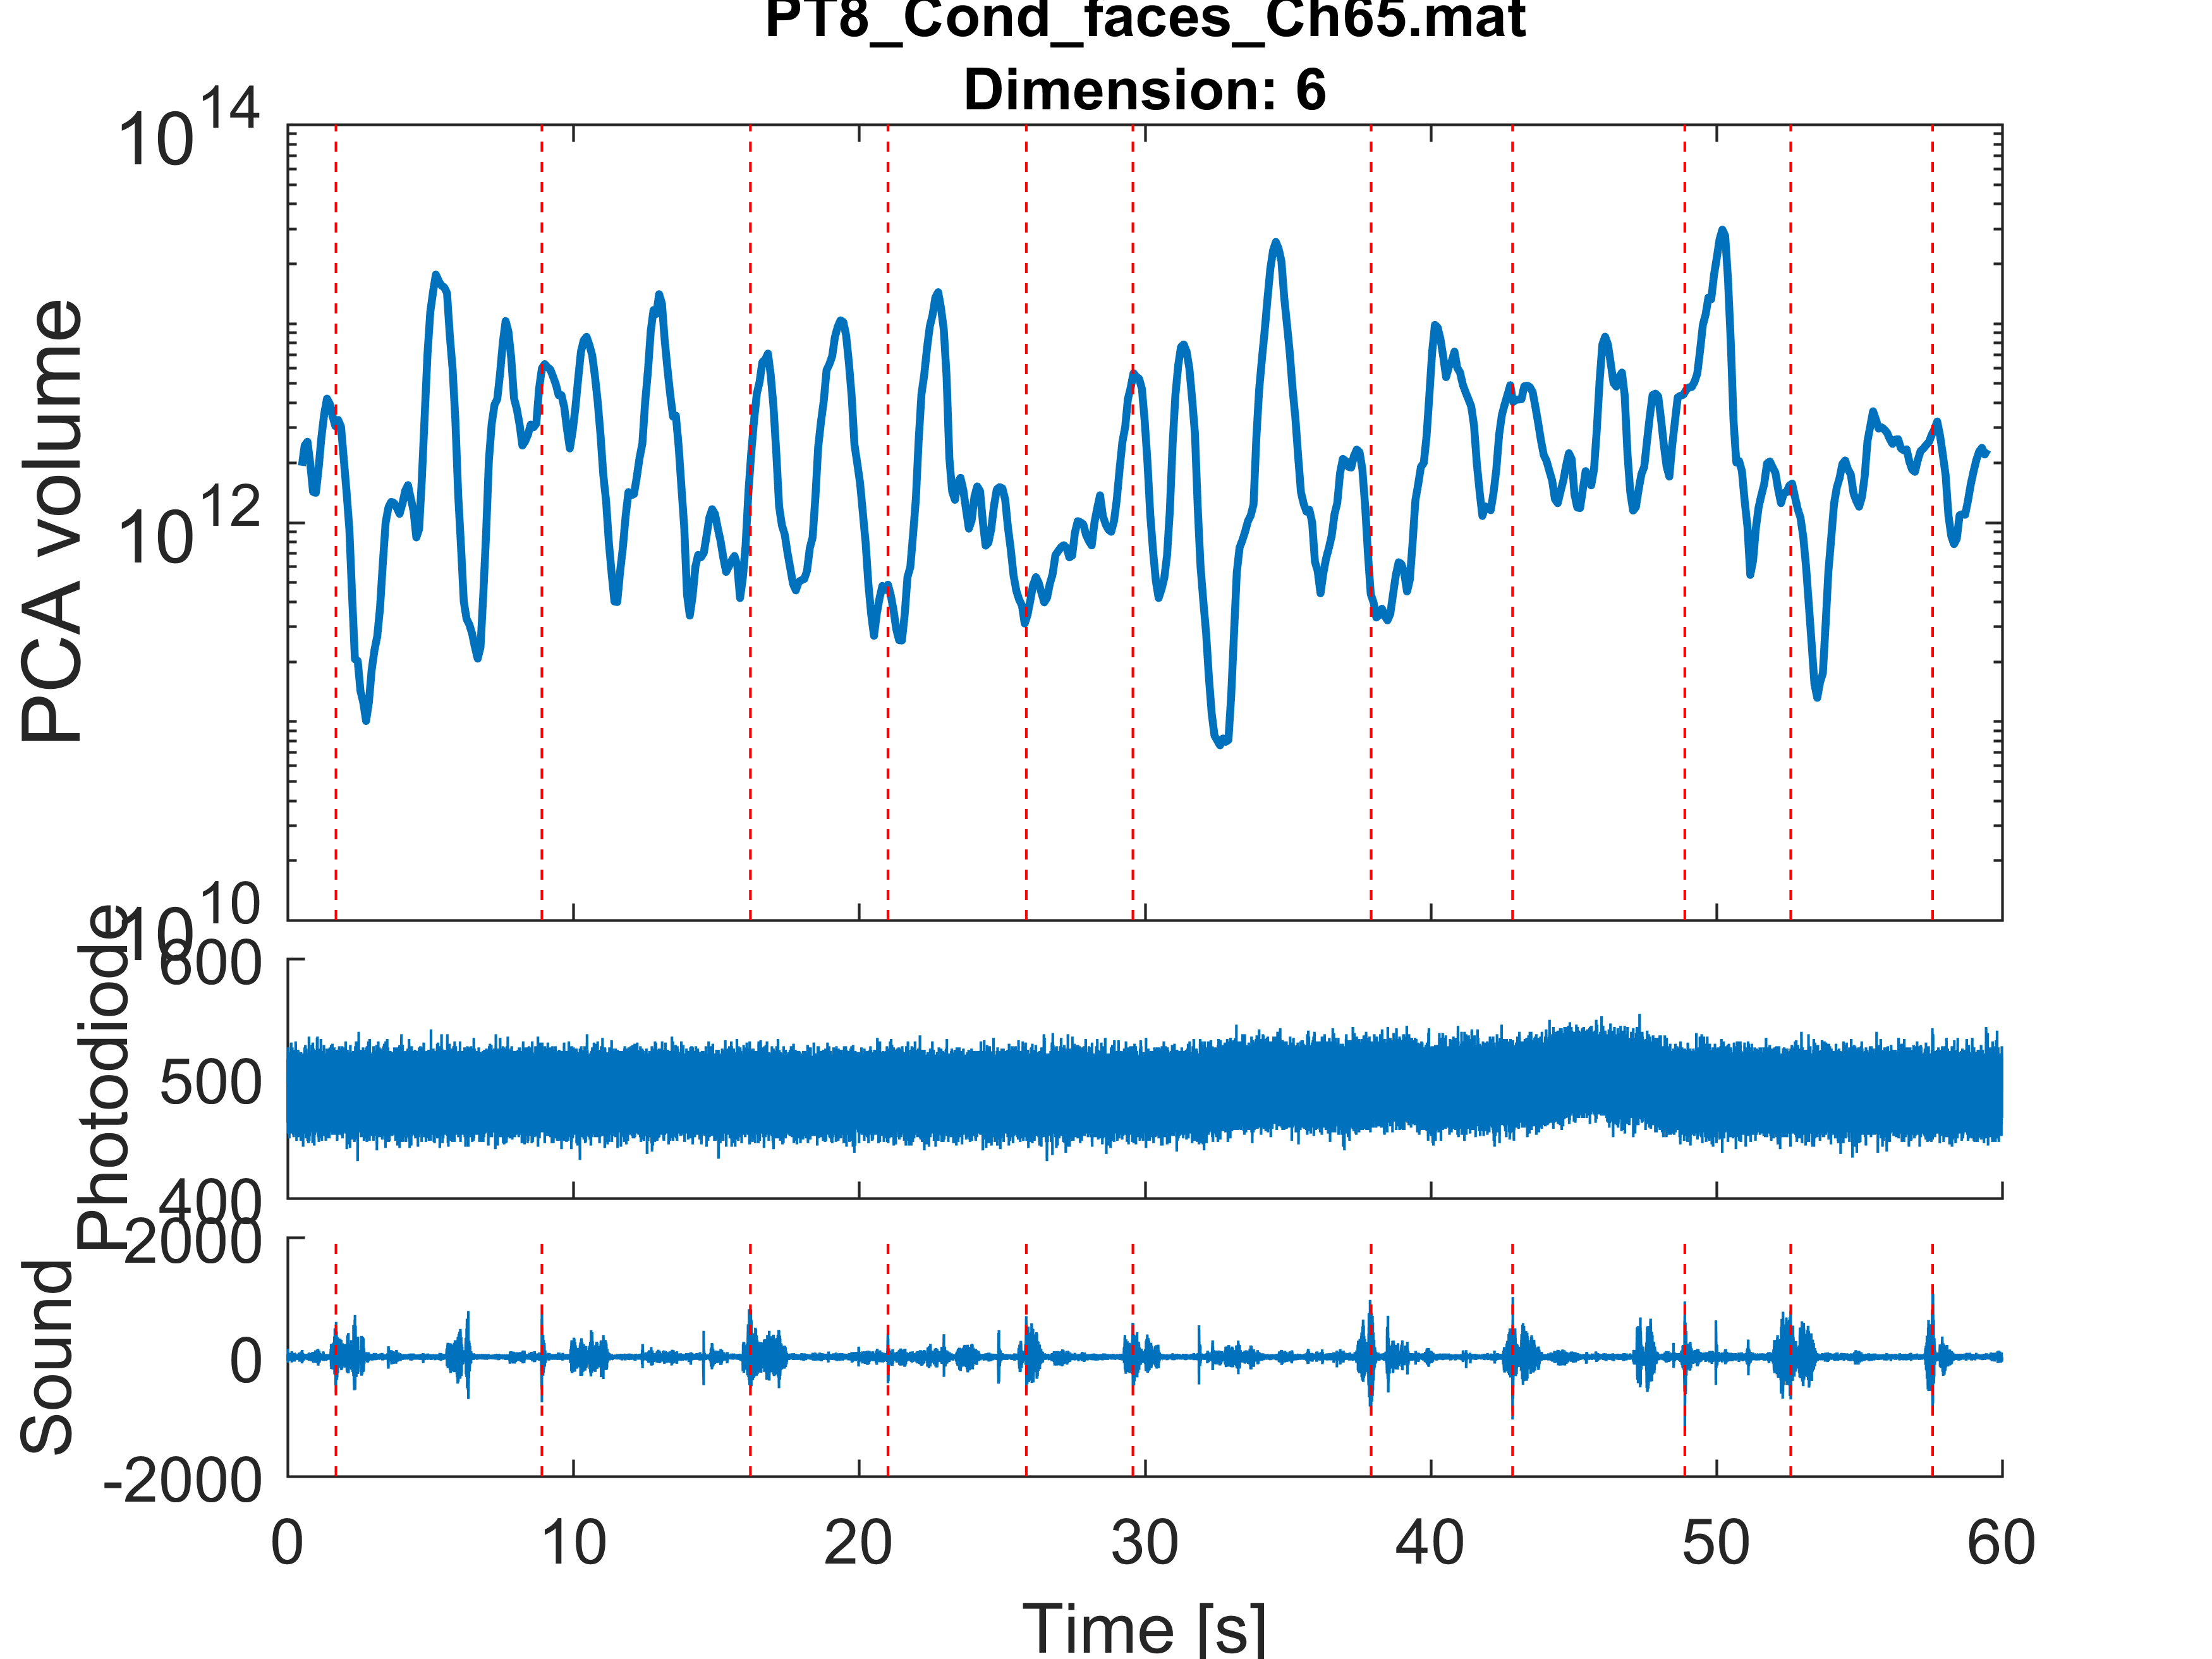 PT8_Cond_faces_Ch65.mat
Dimension: 6
PCA volume
10^14
10^12
10^10
Photodiode
600
500
400
Sound
2000
0
-2000
0 10 20 30 40 50 60
Time [s]